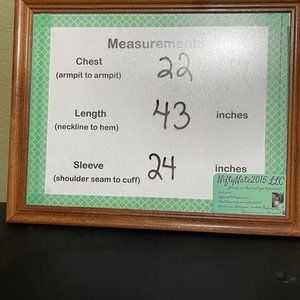 Measurements
Chest 22
(armpit to armpit)
Length 43 inches
(neckline to hem)
Sleeve 24 inches
(shoulder seam to cuff)
NiftyNate2015 LLC